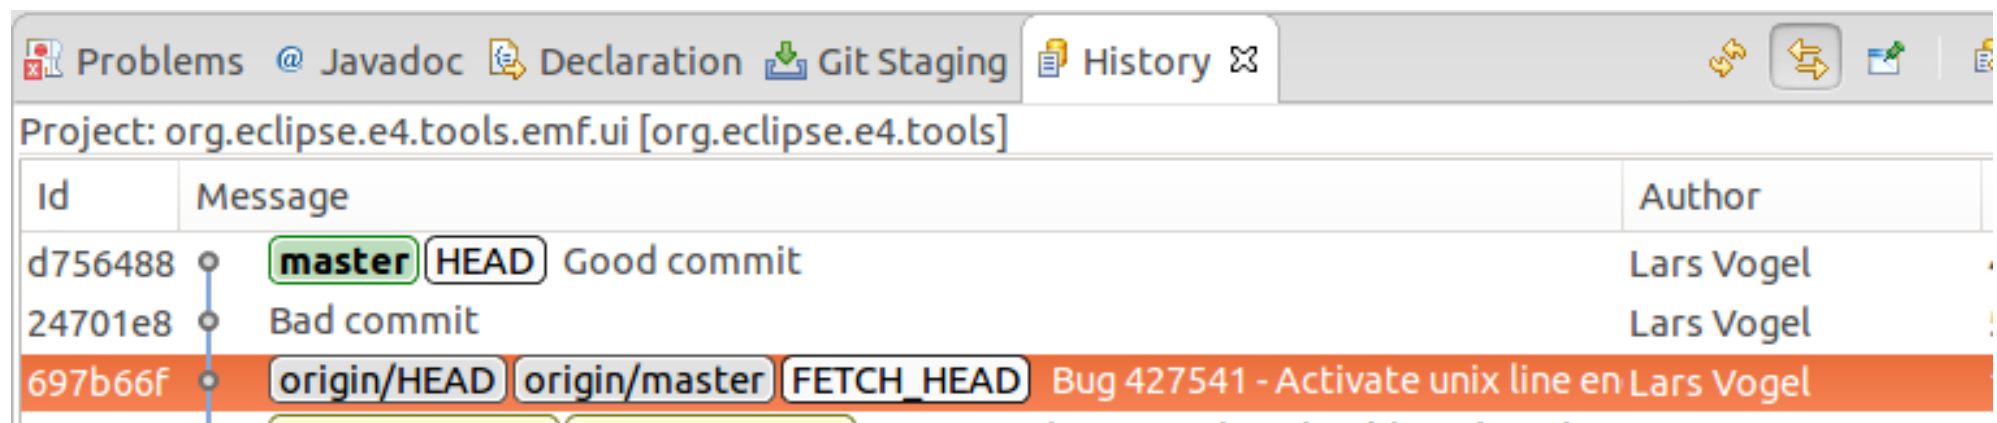 Problems @ Javadoc Declaration Git Staging History
Project: org.eclipse.e4.tools.emf.ui [org.eclipse.e4.tools]
Id Message Author
d756488 master HEAD Good commit Lars Vogel
24701e8 Bad commit Lars Vogel
697b66f origin/HEAD origin/master FETCH_HEAD Bug 427541 - Activate unix line en Lars Vogel